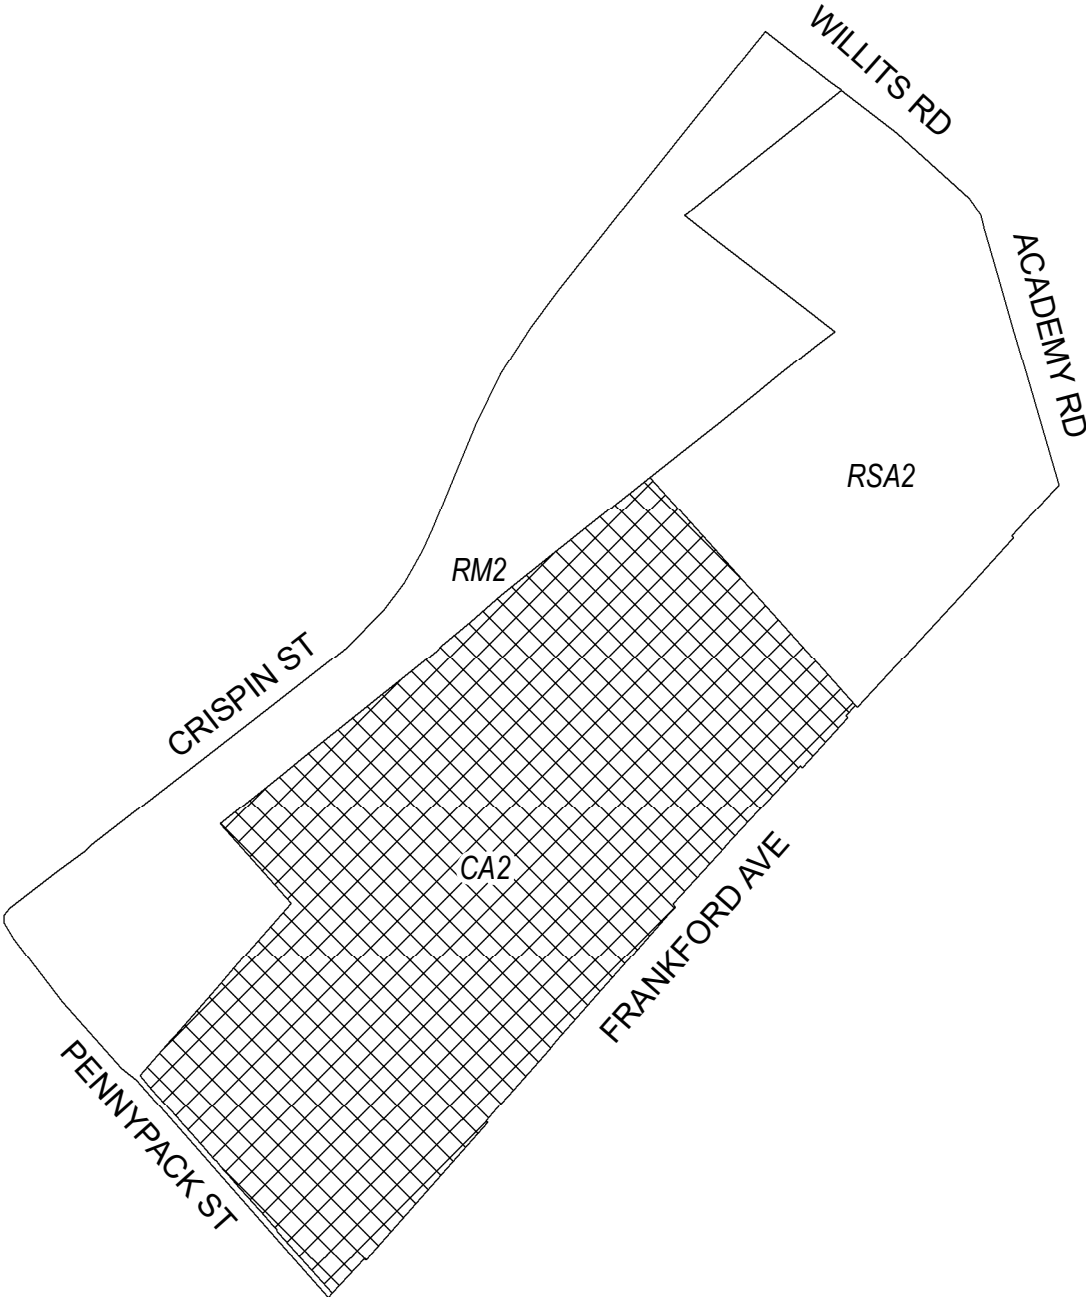 WILLITS RD
ACADEMY RD
RSA2
RM2
CRISPIN ST
CA2
FRANKFORD AVE
PENNYPACK ST